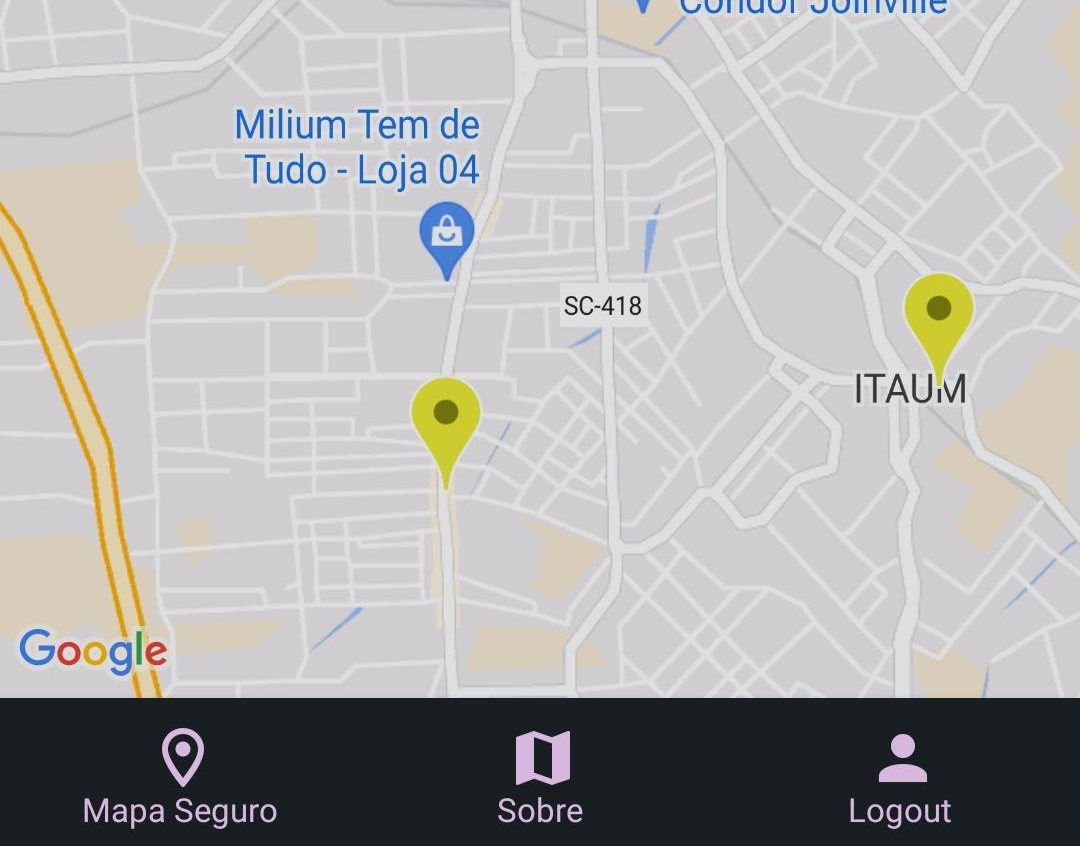 Condor Joinville
Milium Tem de
Tudo - Loja 04
SC-418
ITAUM
Google
Mapa Seguro
Sobre
Logout